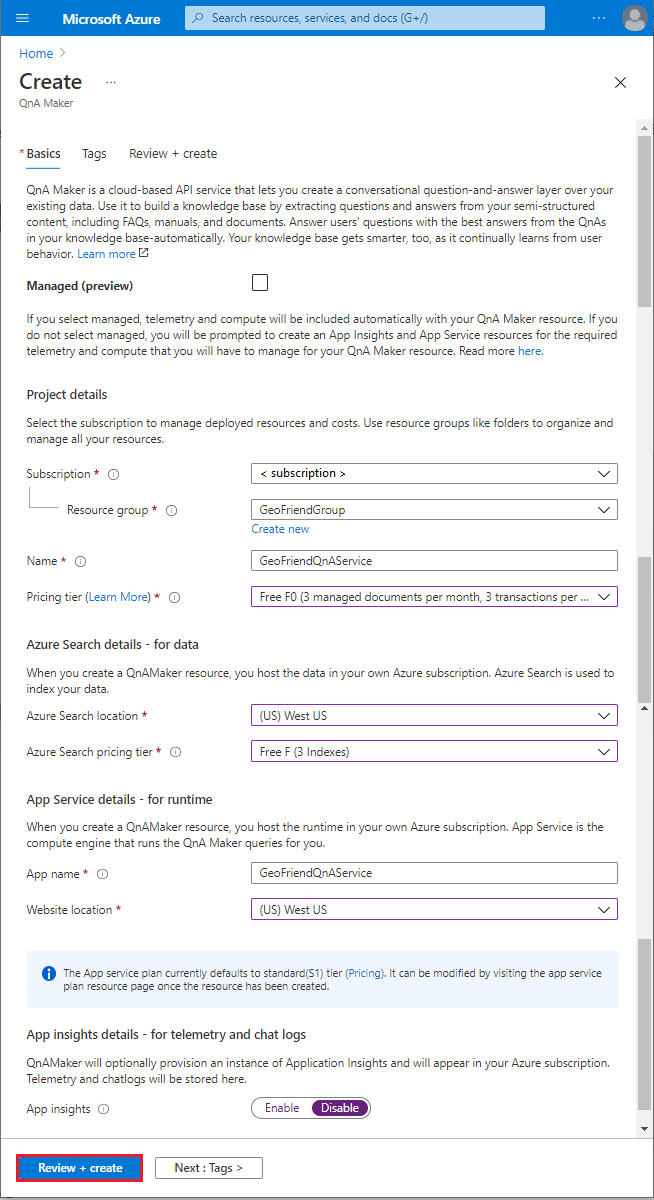 Microsoft Azure
Search resources, services, and docs (G+/)
...
Home >
Create ...
QnA Maker
* Basics Tags Review + create
QnA Maker is a cloud-based API service that lets you create a conversational question-and-answer layer over your
existing data. Use it to build a knowledge base by extracting questions and answers from your semi-structured
content, including FAQs, manuals, and documents. Answer users' questions with the best answers from the QnAs
in your knowledge base-automatically. Your knowledge base gets smarter, too, as it continually learns from user
behavior. Learn more
Managed (preview)
If you select managed, telemetry and compute will be included automatically with your QnA Maker resource. If you
do not select managed, you will be prompted to create an App Insights and App Service resources for the required
telemetry and compute that you will have to manage for your QnA Maker resource. Read more here.
Project details
Select the subscription to manage deployed resources and costs. Use resource groups like folders to organize and
manage all your resources.
Subscription * < subscription >
Resource group * GeoFriendGroup
Create new
Name * GeoFriendQnAService
Pricing tier (Learn More) * Free F0 (3 managed documents per month, 3 transactions per ...
Azure Search details - for data
When you create a QnAMaker resource, you host the data in your own Azure subscription. Azure Search is used to
index your data.
Azure Search location * (US) West US
Azure Search pricing tier * Free F (3 Indexes)
App Service details - for runtime
When you create a QnAMaker resource, you host the runtime in your own Azure subscription. App Service is the
compute engine that runs the QnA Maker queries for you.
App name * GeoFriendQnAService
Website location * (US) West US
The App service plan currently defaults to standard(S1) tier (Pricing). It can be modified by visiting the app service
plan resource page once the resource has been created.
App insights details - for telemetry and chat logs
QnAMaker will optionally provision an instance of Application Insights and will appear in your Azure subscription.
Telemetry and chatlogs will be stored here.
App insights Enable Disable
Review + create Next : Tags >